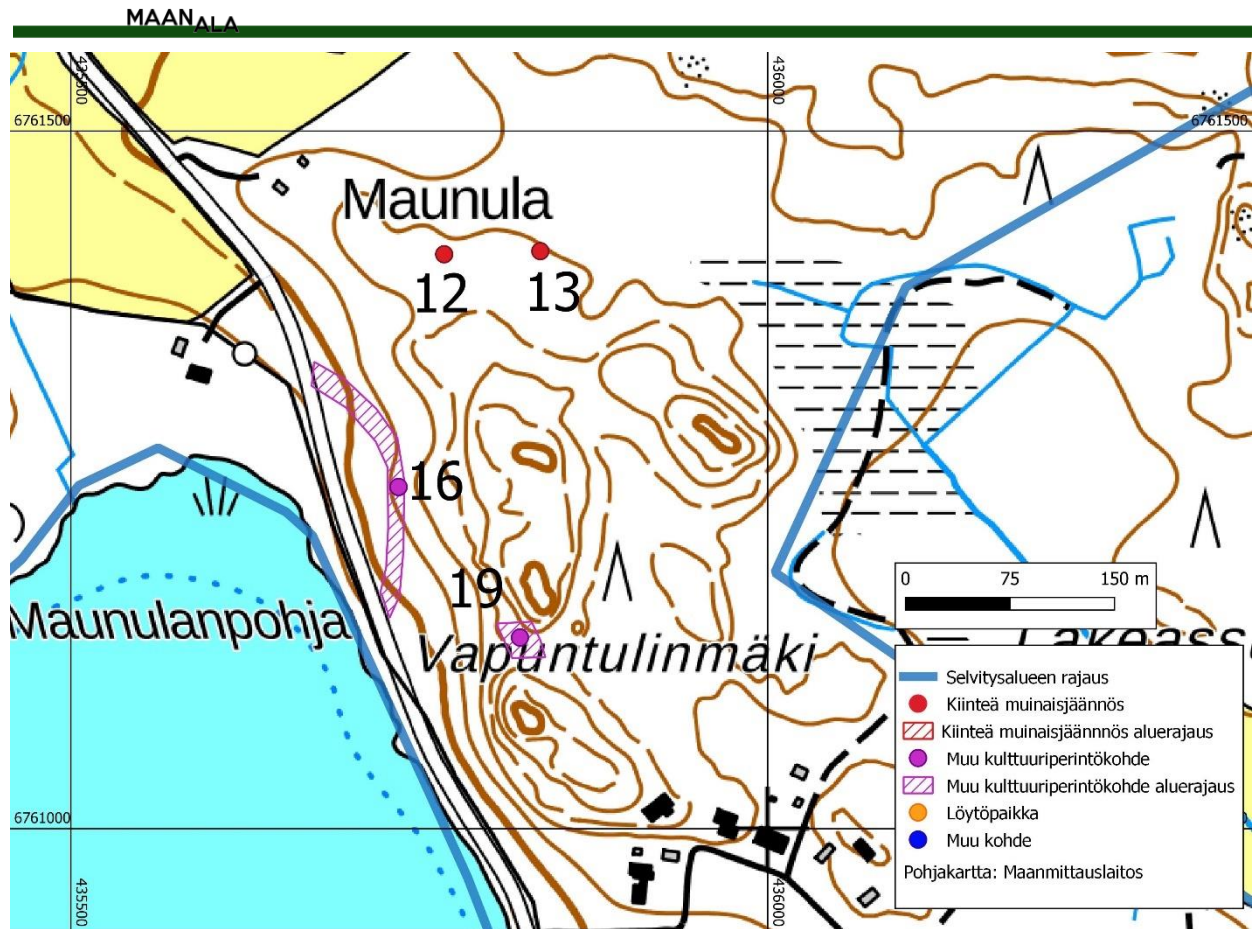 MAANALA
435500
436000
6761500
6761500
Maunula
12
13
16
19
0 75 150 m
Maunulanpohja
Vapuntulinmäki
Selvitysalueen rajaus
Kiinteä muinaisjäännös
Kiinteä muinaisjäännnös aluerajaus
Muu kulttuuriperintökohde
Muu kulttuuriperintökohde aluerajaus
Löytöpaikka
Muu kohde
Pohjakartta: Maanmittauslaitos
6761000
435500
436000